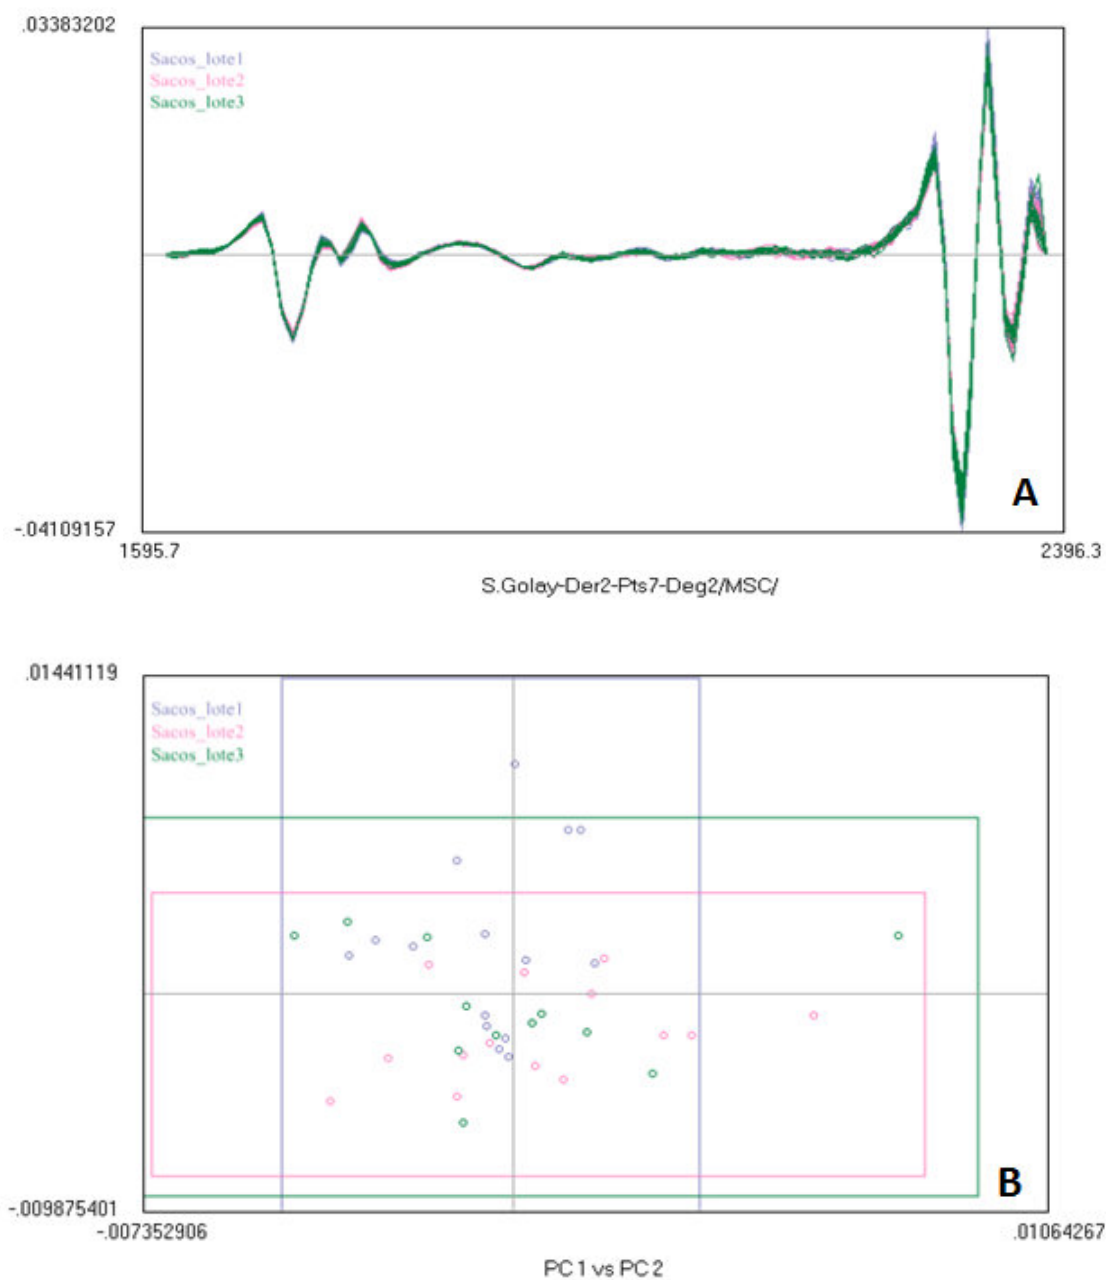 .03383202
Sacos_lote1
Sacos_lote2
Sacos_lote3
A
-.04109157
1595.7
2396.3
S.Golay-Der2-Pts7-Deg2/MSC/
.01441119
Sacos_lote1
Sacos_lote2
Sacos_lote3
B
-.009875401
-.007352906
.01064267
PC 1 vs PC 2